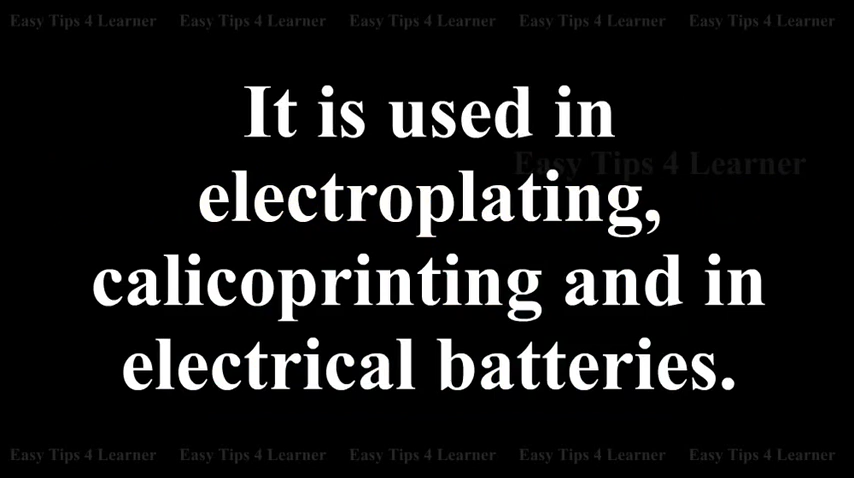 Easy Tips 4 Learner Easy Tips 4 Learner Easy Tips 4 Learner Easy Tips 4 Learner Easy Tips 4 Learner
It is used in
Easy Tips 4 Learner
electroplating,
calicoprinting and in
electrical batteries.
Easy Tips 4 Learner Easy Tips 4 Learner Easy Tips 4 Learner Easy Tips 4 Learner Easy Tips 4 Learner